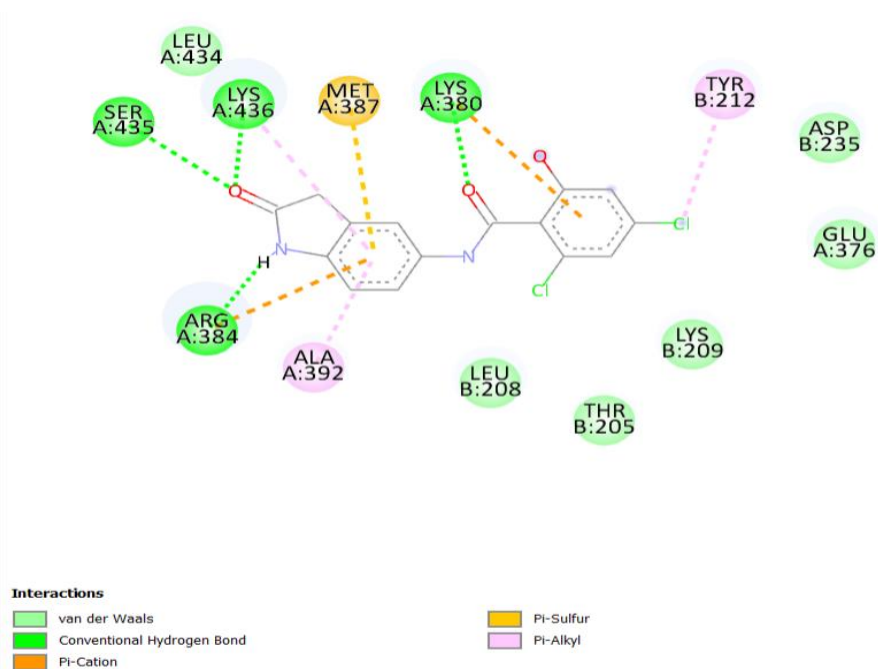 LEU
A:434
LYS
A:436
MET
A:387
LYS
A:380
TYR
B:212
SER
A:435
ASP
B:235
O
O
O
Cl
GLU
A:376
N
H
N
Cl
ARG
A:384
ALA
A:392
LYS
B:209
LEU
B:208
THR
B:205
Interactions
van der Waals
Conventional Hydrogen Bond
Pi-Cation
Pi-Sulfur
Pi-Alkyl